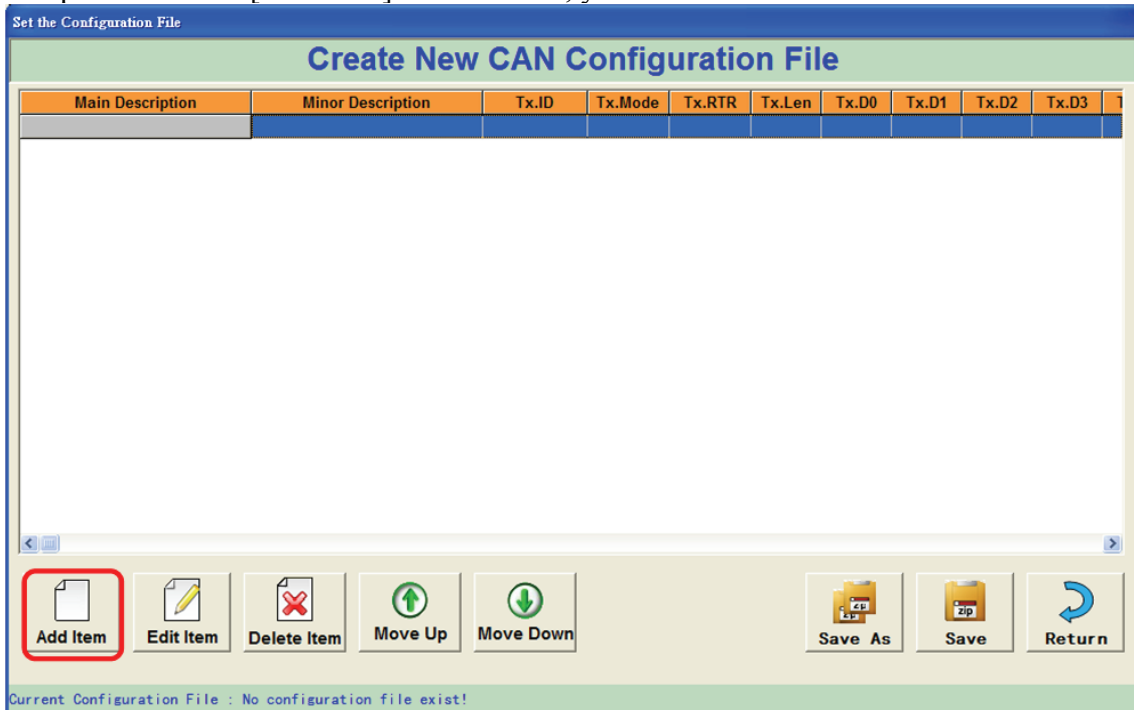 Set the Configuration File
Create New CAN Configuration File
Main Description Minor Description Tx.ID Tx.Mode Tx.RTR Tx.Len Tx.D0 Tx.D1 Tx.D2 Tx.D3
Add Item Edit Item Delete Item Move Up Move Down Save As Save Return
Current Configuration File : No configuration file exist!